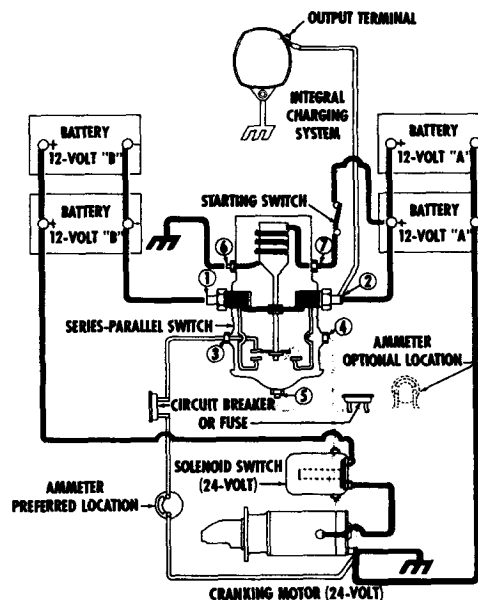 OUTPUT TERMINAL
INTEGRAL
CHARGING
SYSTEM
BATTERY
+ 12-VOLT "B" -
BATTERY
+ 12-VOLT "B" -
BATTERY
+ 12-VOLT "A" -
BATTERY
+ 12-VOLT "A" -
STARTING SWITCH
6
7
1
2
SERIES-PARALLEL SWITCH
3
4
5
AMMETER
OPTIONAL LOCATION
CIRCUIT BREAKER
OR FUSE
SOLENOID SWITCH
(24-VOLT)
AMMETER
PREFERRED LOCATION
CRANKING MOTOR (24-VOLT)